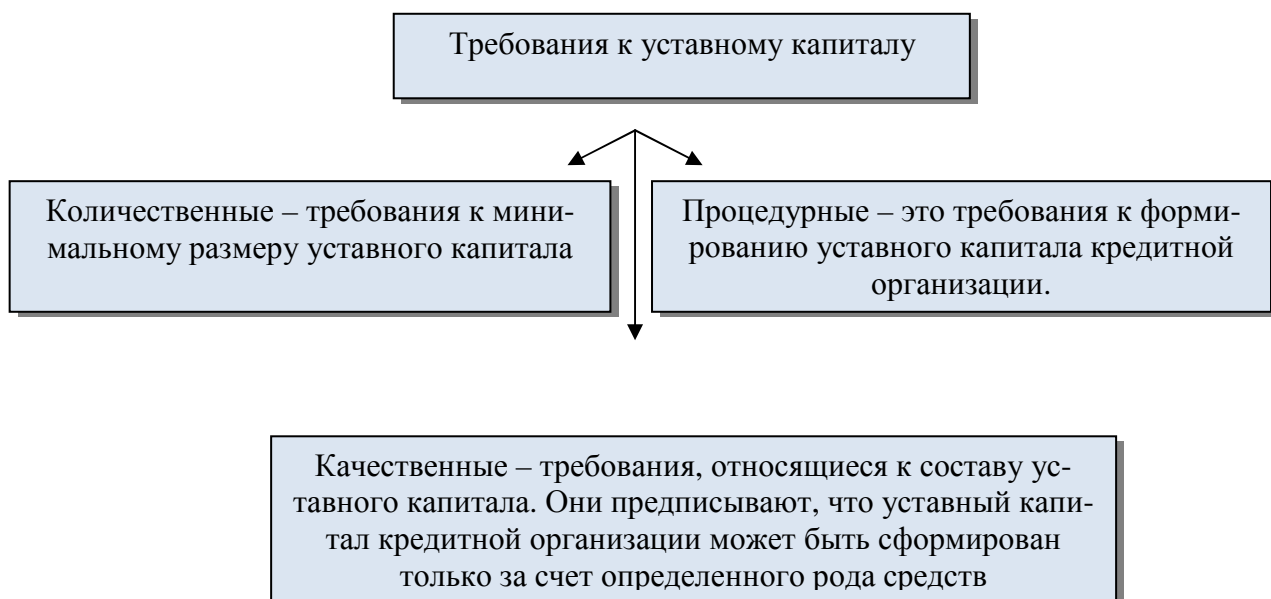 Требования к уставному капиталу
Количественные – требования к мини-
мальному размеру уставного капитала
Процедурные – это требования к форми-
рованию уставного капитала кредитной
организации.
Качественные – требования, относящиеся к составу ус-
тавного капитала. Они предписывают, что уставный капи-
тал кредитной организации может быть сформирован
только за счет определенного рода средств